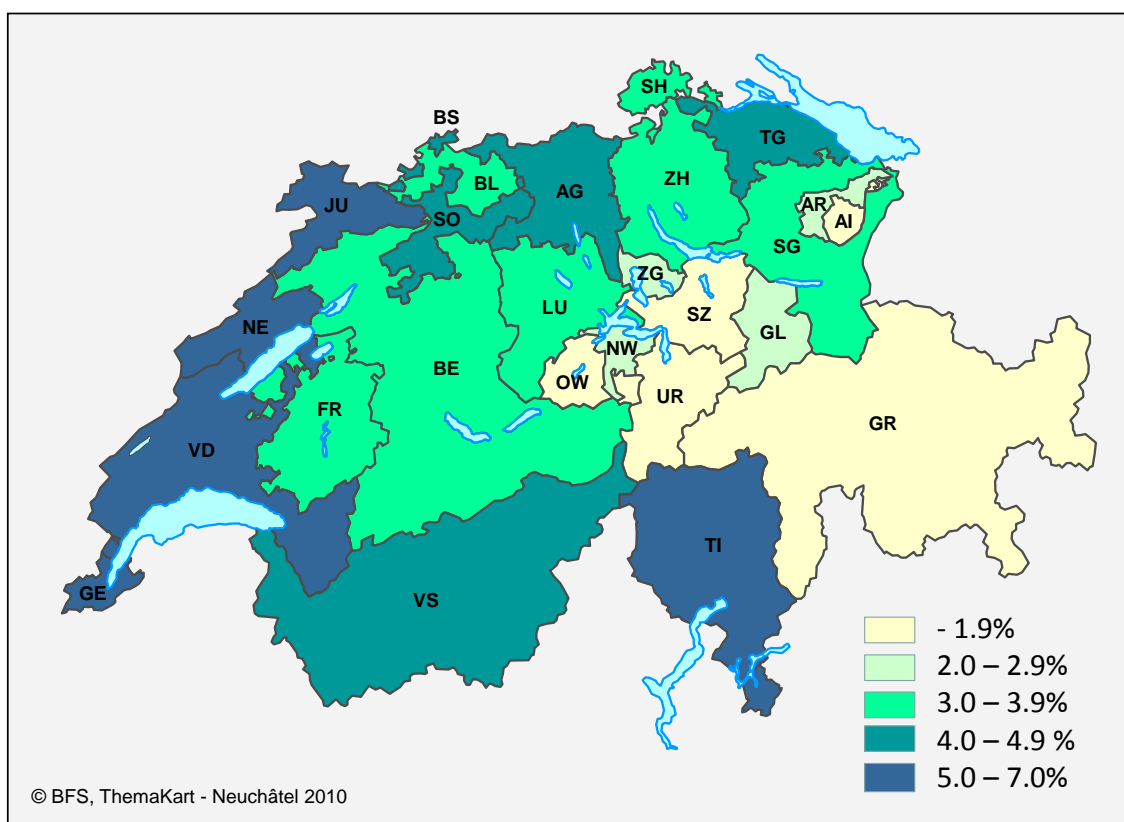 SH
BS
TG
BL
AG
ZH
JU
AR
AI
SO
SG
ZG
LU
SZ
NE
GL
NW
BE
OW
UR
FR
GR
VD
TI
GE
VS
- 1.9%
2.0 – 2.9%
3.0 – 3.9%
4.0 – 4.9 %
5.0 – 7.0%
© BFS, ThemaKart - Neuchâtel 2010